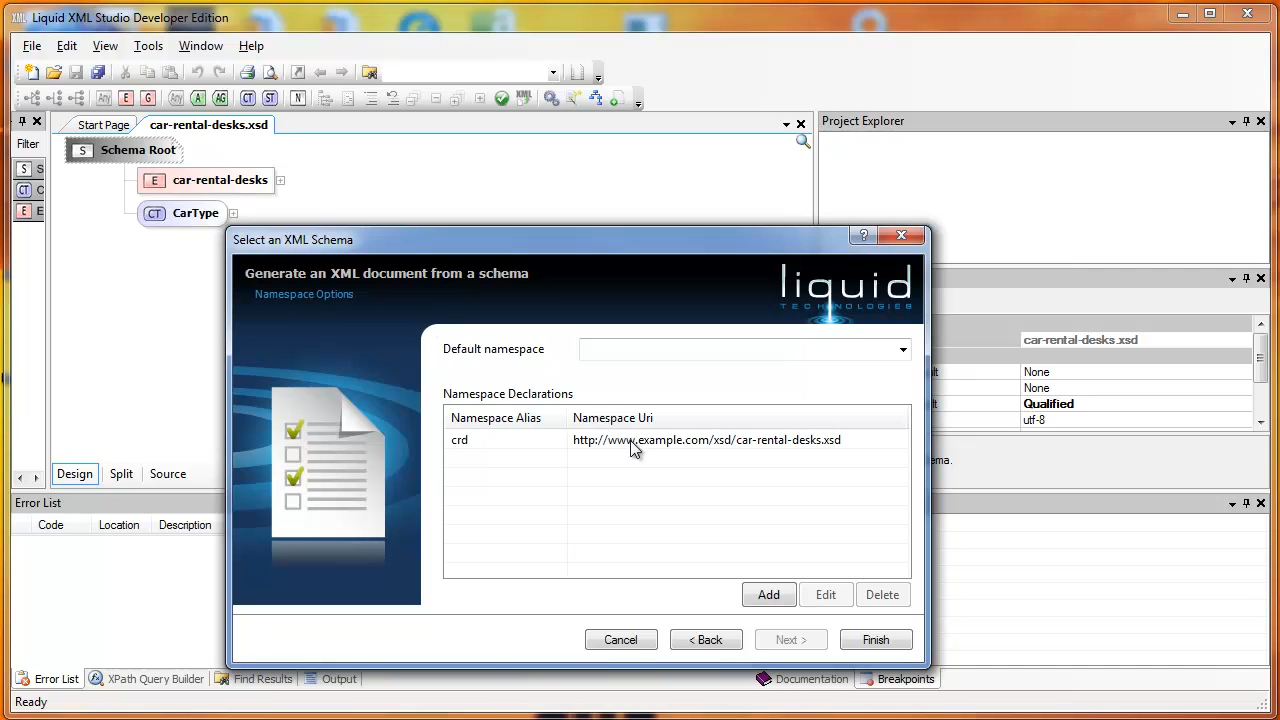 Liquid XML Studio Developer Edition
File Edit View Tools Window Help
Start Page car-rental-desks.xsd
Project Explorer
Filter
S Schema Root
S S
E car-rental-desks
CT C
CT CarType
E E
Select an XML Schema
Generate an XML document from a schema
Namespace Options
liquid
TECHNOLOGIES
Default namespace
Namespace Declarations
Namespace Alias Namespace Uri
crd http://www.example.com/xsd/car-rental-desks.xsd
Add Edit Delete
Cancel < Back Next > Finish
car-rental-desks.xsd
None
None
Qualified
utf-8
Design Split Source
Error List
Code Location Description
Error List XPath Query Builder Find Results Output Documentation Breakpoints
Ready